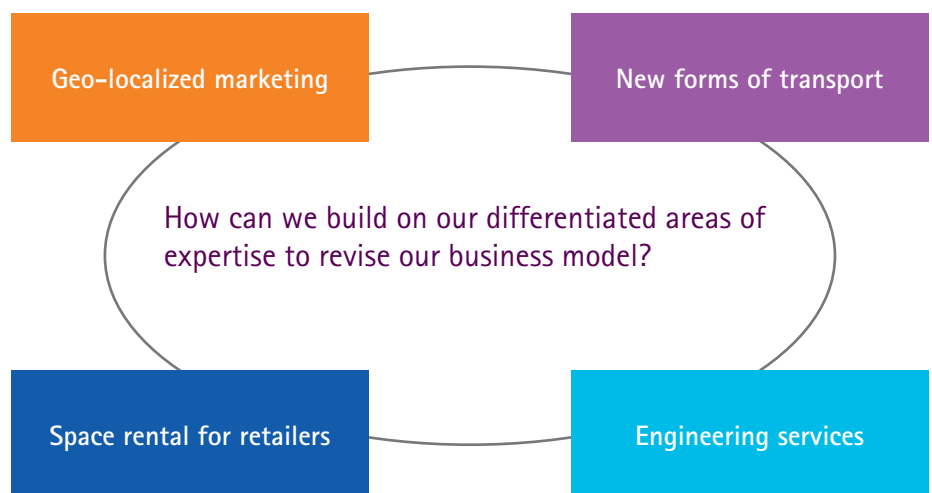 Geo-localized marketing
New forms of transport
How can we build on our differentiated areas of
expertise to revise our business model?
Space rental for retailers
Engineering services